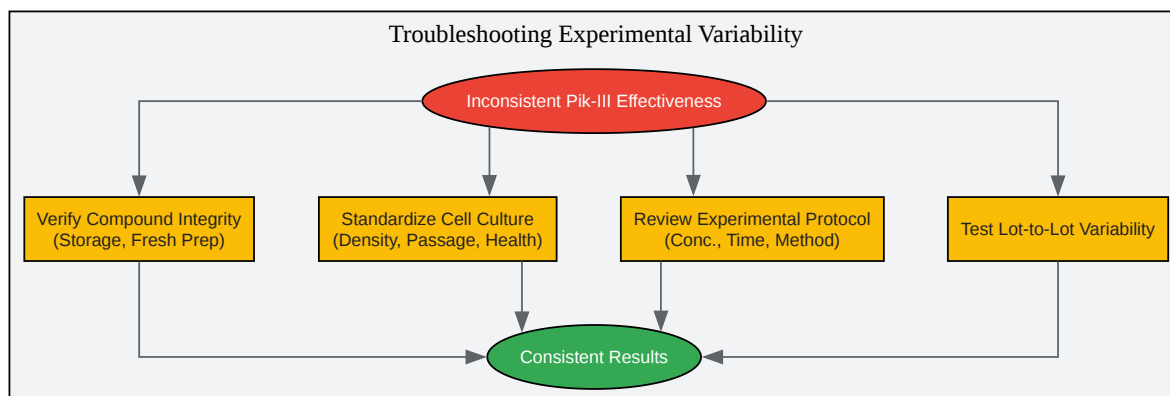 Troubleshooting Experimental Variability
Inconsistent Pik-III Effectiveness
Verify Compound Integrity
(Storage, Fresh Prep)
Standardize Cell Culture
(Density, Passage, Health)
Review Experimental Protocol
(Conc., Time, Method)
Test Lot-to-Lot Variability
Consistent Results